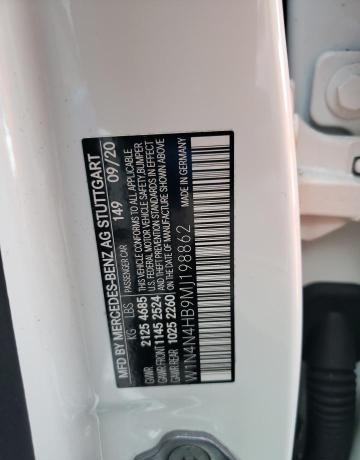 MFD BY MERCEDES-BENZ AG STUTTGART
PASSENGER CAR 149 09/20
KG LBS
GVWR 2125 4685
GAWR FRONT 1145 2524
GAWR REAR 1025 2260
THIS VEHICLE CONFORMS TO ALL APPLICABLE
U.S. FEDERAL MOTOR VEHICLE SAFETY, BUMPER
AND THEFT PREVENTION STANDARDS IN EFFECT
ON THE DATE OF MANUFACTURE SHOWN ABOVE
MADE IN GERMANY
W1N4N4HB9MJ198862